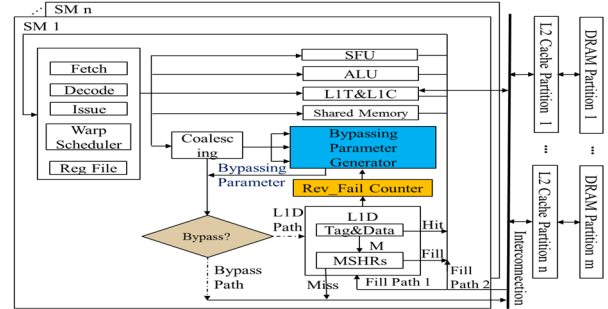 SM n
SM 1
Fetch
Decode
Issue
Warp
Scheduler
Reg File
SFU
ALU
L1T&L1C
Shared Memory
Coalesc
ing
Bypassing
Parameter
Generator
Bypassing
Parameter
Rev_Fail Counter
Bypass?
L1D
Path
L1D
Tag&Data
M
MSHRs
Hit
Fill
Bypass
Path
Miss
Fill Path 1
Fill
Path 2
Interconnection
L2 Cache Partition 1
DRAM Partition 1
...
...
L2 Cache Partition n
DRAM Partition m